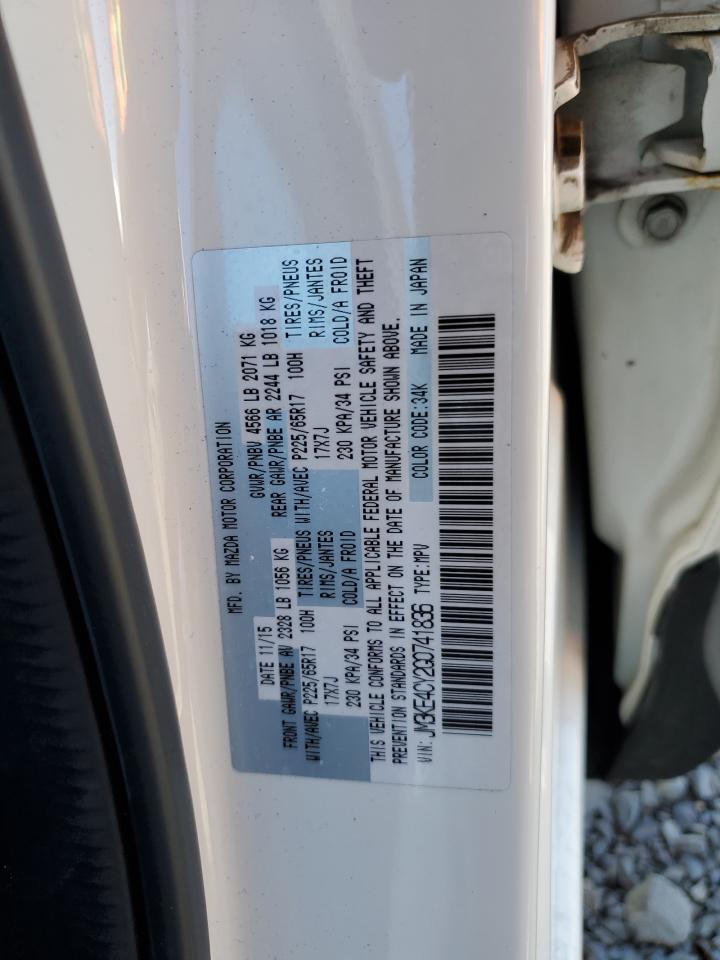 MFD. BY MAZDA MOTOR CORPORATION
DATE 11/15 GVWR/PNBV 4566 LB 2071 KG
FRONT GAWR/PNBE AV 2328 LB 1056 KG REAR GAWR/PNBE AR 2244 LB 1018 KG
WITH/AVEC P225/65R17 100H TIRES/PNEUS WITH/AVEC P225/65R17 100H TIRES/PNEUS
17X7J RIMS/JANTES 17X7J RIMS/JANTES
230 KPA/34 PSI COLD/A FROID 230 KPA/34 PSI COLD/A FROID
THIS VEHICLE CONFORMS TO ALL APPLICABLE FEDERAL MOTOR VEHICLE SAFETY AND THEFT
PREVENTION STANDARDS IN EFFECT ON THE DATE OF MANUFACTURE SHOWN ABOVE.
VIN: JM3KE4CY2G0741836 TYPE:MPV COLOR CODE:34K MADE IN JAPAN